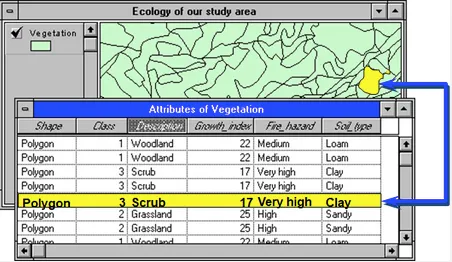 Ecology of our study area
Vegetation
Attributes of Vegetation
Shape Class Growth_index Fire_hazard Soil_type
Polygon 1 Woodland 22 Medium Loam
Polygon 1 Woodland 22 Medium Loam
Polygon 3 Scrub 17 Very high Clay
Polygon 3 Scrub 17 Very high Clay
Polygon 3 Scrub 17 Very high Clay
Polygon 2 Grassland 25 High Sandy
Polygon 2 Grassland 25 High Sandy
Polygon 1 Woodland 22 Medium Loam